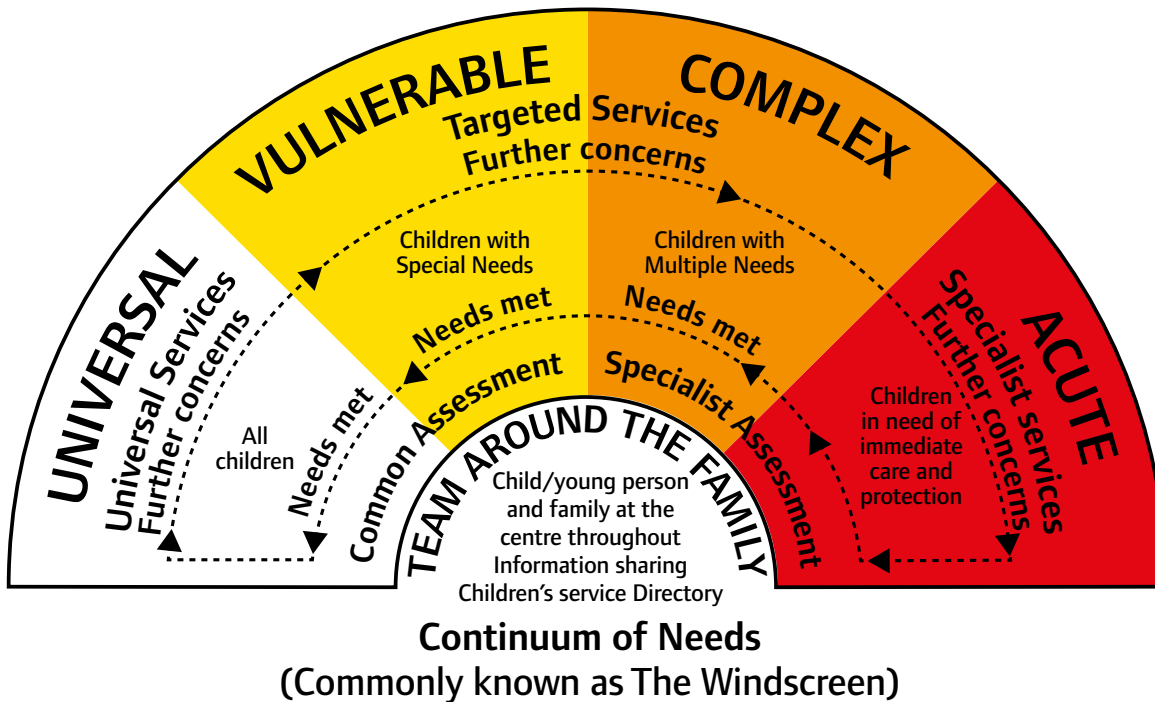 UNIVERSAL
Universal Services
Further concerns
All
children
Needs met
VULNERABLE
COMPLEX
Targeted Services
Further concerns
Children with
Special Needs
Needs met
Common Assessment
Children with
Multiple Needs
Needs met
Specialist Assessment
ACUTE
Specialist services
Further concerns
Children
in need of
immediate
care and
protection
TEAM AROUND THE FAMILY
Child/young person
and family at the
centre throughout
Information sharing
Children's service Directory
Continuum of Needs
(Commonly known as The Windscreen)